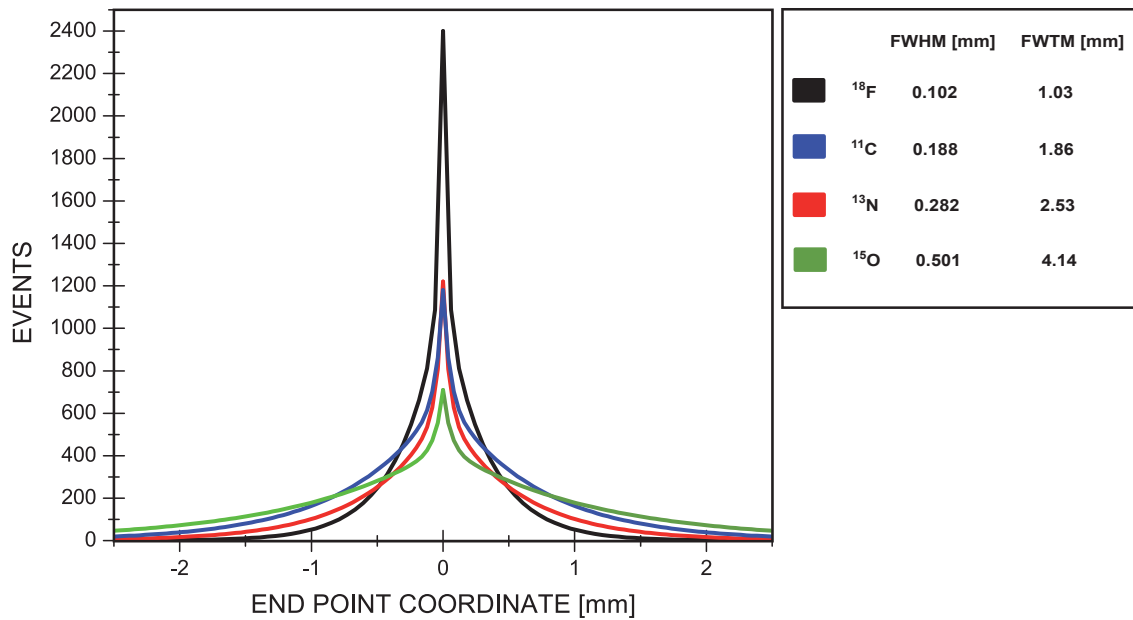 2400
2200
2000
1800
1600
1400
1200
1000
800
600
400
200
0
EVENTS
-2 -1 0 1 2
END POINT COORDINATE [mm]
FWHM [mm] FWTM [mm]
¹⁸F 0.102 1.03
¹¹C 0.188 1.86
¹³N 0.282 2.53
¹⁵O 0.501 4.14